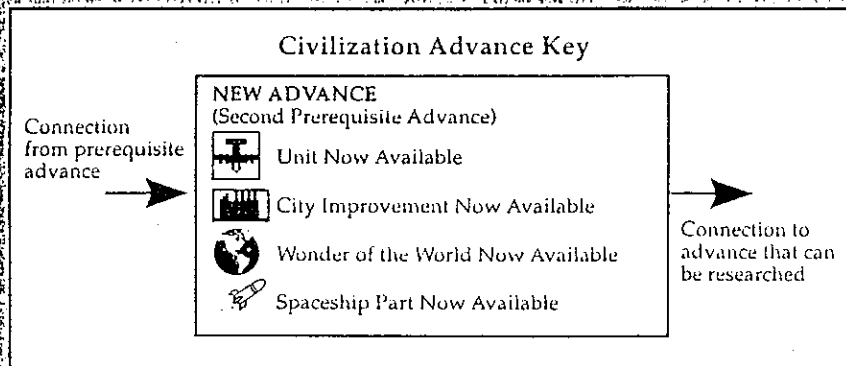 Civilization Advance Key
Connection
from prerequisite
advance
NEW ADVANCE
(Second Prerequisite Advance)
Unit Now Available
City Improvement Now Available
Wonder of the World Now Available
Spaceship Part Now Available
Connection to
advance that can
be researched